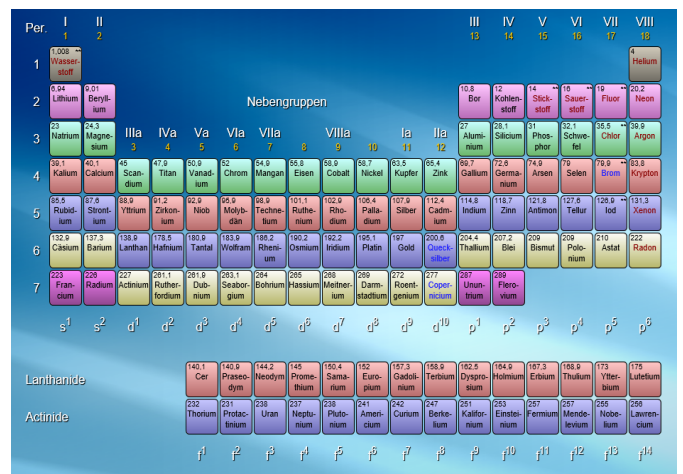 Per. I II III IV V VI VII VIII
1 2 13 14 15 16 17 18
1,008 4
1 Wasser- Helium
stoff
6,94 9,01 10,8 12 14 16 19 20,2
2 Lithium Beryll- Nebengruppen Bor Kohlen- Stick- Sauer- Fluor Neon
ium stoff stoff stoff
23 24,3 IIIa IVa Va VIa VIIa VIIIa Ia IIa 27 28,1 31 32,1 35,5 39,9
3 Natrium Magne- 3 4 5 6 7 8 9 10 11 12 Alumi- Silicium Phos- Schwe- Chlor Argon
sium nium phor fel
39,1 40,1 45 47,9 50,9 52 54,9 55,8 58,9 58,7 63,5 65,4 69,7 72,6 74,9 79 79,9 83,8
4 Kalium Calcium Scan- Titan Vanad- Chrom Mangan Eisen Cobalt Nickel Kupfer Zink Gallium Germa- Arsen Selen Brom Krypton
dium ium nium
85,5 87,6 88,9 91,2 92,9 95,9 98,9 101,1 102,9 106,4 107,9 112,4 114,8 118,7 121,8 127,6 126,9 131,3
5 Rubid- Stront- Yttrium Zirkon- Niob Molyb- Techne- Ruthe- Rho- Palla- Silber Cadm- Indium Zinn Antimon Tellur Iod Xenon
ium ium ium dän tium nium dium dium ium
132,9 137,3 138,9 178,5 180,9 183,9 186,2 190,2 192,2 195,1 197 200,6 204,4 207,2 209 209 210 222
6 Cäsium Barium Lanthan Hafnium Tantal Wolfram Rheni- Osmium Iridium Platin Gold Queck- Thallium Blei Bismut Polo- Astat Radon
um silber nium
223 226 227 261,1 261,9 263,1 264 265 268 269 272 277 287 289
7 Fran- Radium Actinium Ruther- Dub- Seabor- Bohrium Hassium Meitner- Darm- Roent- Coper- Unun- Flero-
cium fordium nium gium ium stadtium genium nicium trium vium
s¹ s² d¹ d² d³ d⁴ d⁵ d⁶ d⁷ d⁸ d⁹ d¹⁰ p¹ p² p³ p⁴ p⁵ p⁶
140,1 140,9 144,2 145 150,4 152 157,3 158,9 162,5 164,9 167,3 168,9 173 175
Lanthanide Cer Praseo- Neodym Prome- Sama- Euro- Gadoli- Terbium Dyspro- Holmium Erbium Thulium Ytter- Lutetium
dym thium rium pium nium sium bium
232 231 238 237 238 241 242 247 251 253 257 257 255 256
Actinide Thorium Protac- Uran Neptu- Pluto- Ameri- Curium Berke- Kalifor- Einstei- Fermium Mende- Nobe- Lawren-
tinium nium nium cium lium nium nium levium lium cium
f¹ f² f³ f⁴ f⁵ f⁶ f⁷ f⁸ f⁹ f¹⁰ f¹¹ f¹² f¹³ f¹⁴